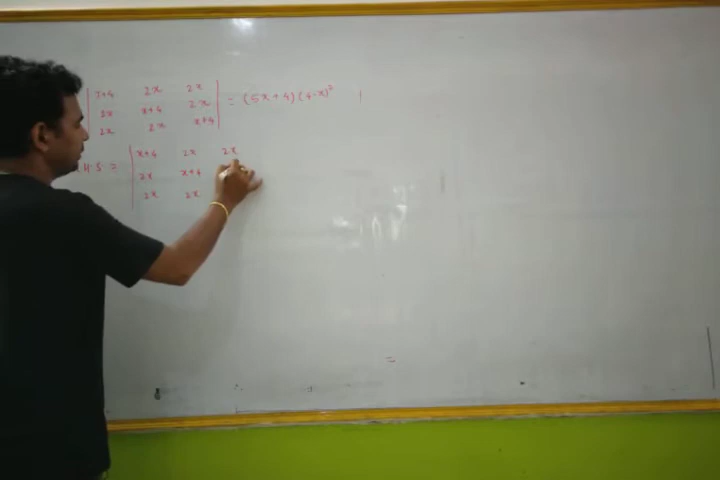 x+4 2x 2x
2x x+4 2x = (5x+4)(4-x)²
2x 2x x+4
H.S = x+4 2x 2x
2x x+4
2x 2x
=